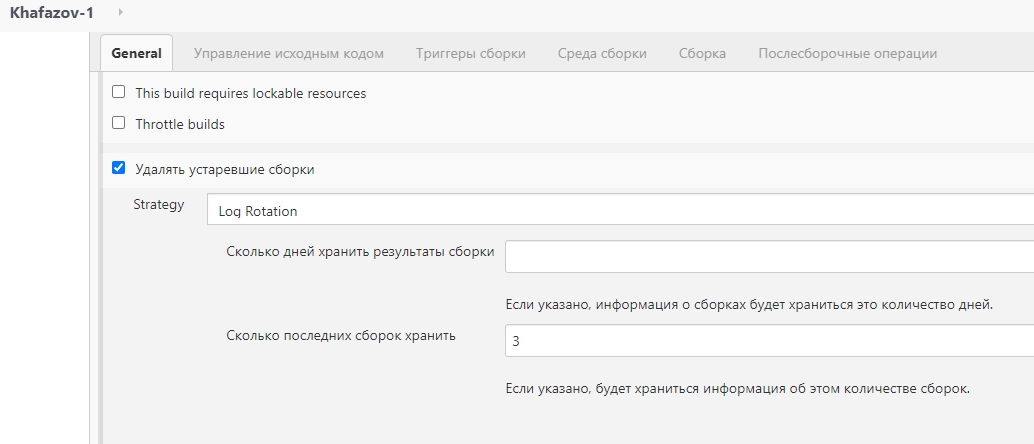 Khafazov-1
General Управление исходным кодом Триггеры сборки Среда сборки Сборка Послесборочные операции
This build requires lockable resources
Throttle builds
Удалять устаревшие сборки
Strategy Log Rotation
Сколько дней хранить результаты сборки
Если указано, информация о сборках будет храниться это количество дней.
Сколько последних сборок хранить 3
Если указано, будет храниться информация об этом количестве сборок.